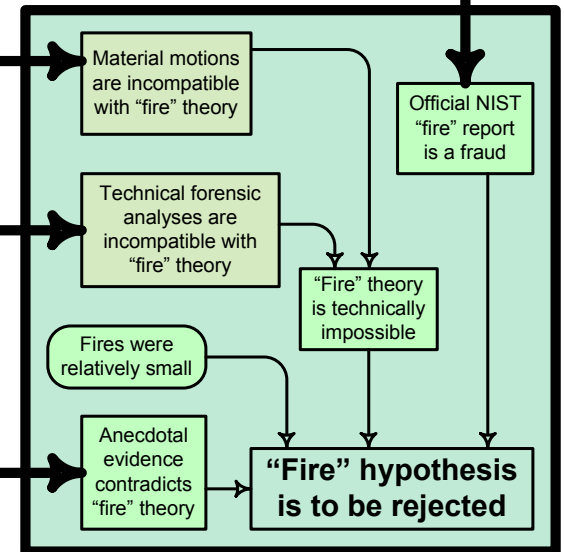 Material motions
are incompatible
with “fire” theory
Official NIST
“fire” report
is a fraud
Technical forensic
analyses are
incompatible with
“fire” theory
“Fire” theory
is technically
impossible
Fires were
relatively small
Anecdotal
evidence
contradicts
“fire” theory
“Fire” hypothesis
is to be rejected